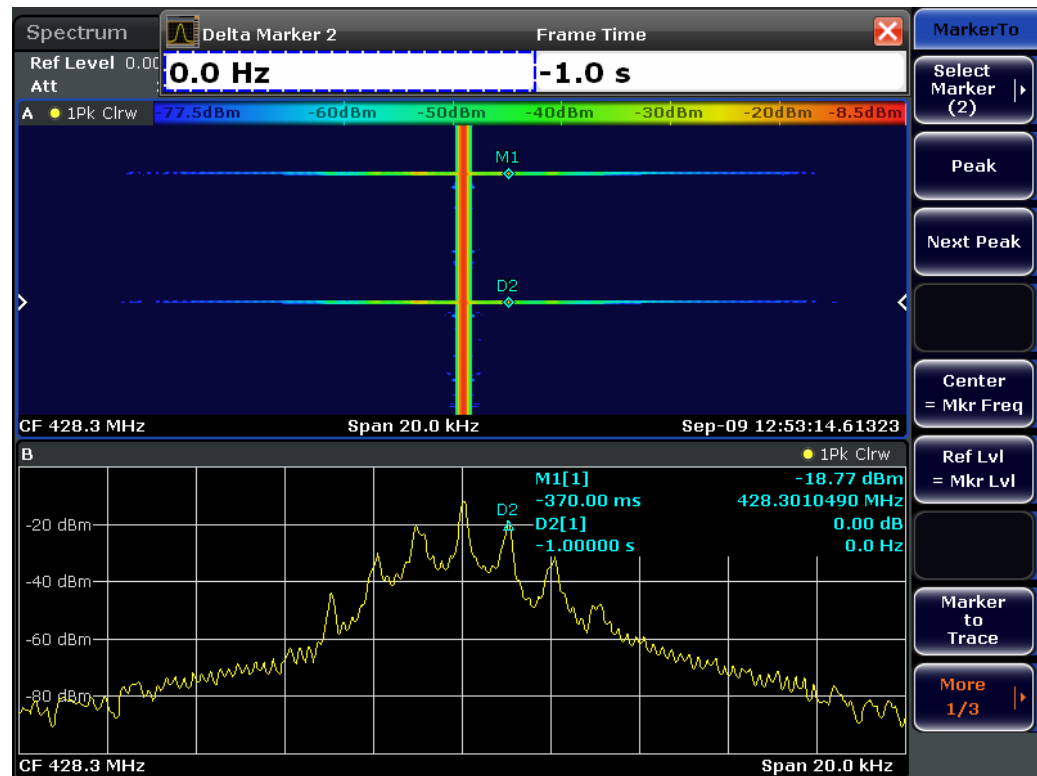 Spectrum
Delta Marker 2
Frame Time
Ref Level 0.00
0.0 Hz
-1.0 s
Att
A 1Pk Clrw -77.5dBm -60dBm -50dBm -40dBm -30dBm -20dBm -8.5dBm
M1
D2
CF 428.3 MHz Span 20.0 kHz Sep-09 12:53:14.61323
B 1Pk Clrw
M1[1] -18.77 dBm
-370.00 ms 428.3010490 MHz
D2
D2[1] 0.00 dB
-1.00000 s 0.0 Hz
-20 dBm
-40 dBm
-60 dBm
-80 dBm
CF 428.3 MHz Span 20.0 kHz
MarkerTo
Select
Marker
(2)
Peak
Next Peak
Center
= Mkr Freq
Ref Lvl
= Mkr Lvl
Marker
to
Trace
More
1/3